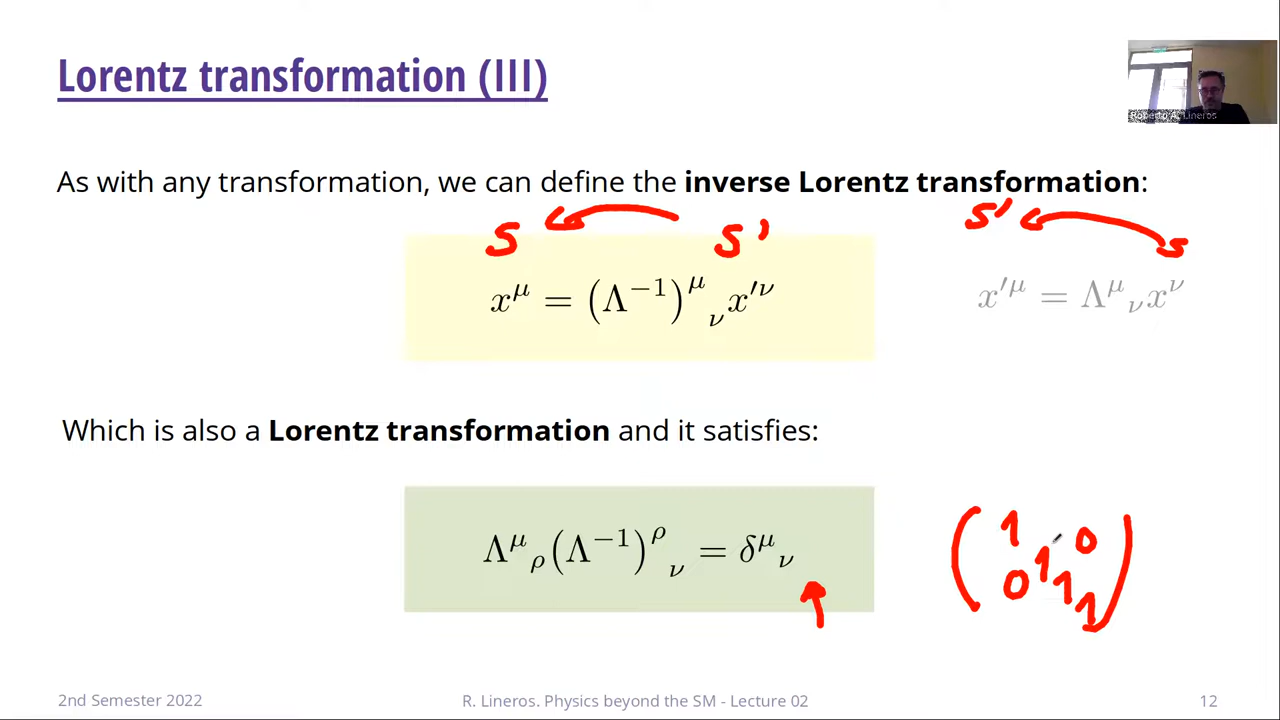 Lorentz transformation (III)
Roberto A. Lineros
As with any transformation, we can define the inverse Lorentz transformation:
S S' S' S
x^μ = (Λ^{-1})^μ_ν x'^ν
x'^μ = Λ^μ_ν x^ν
Which is also a Lorentz transformation and it satisfies:
Λ^μ_ρ (Λ^{-1})^ρ_ν = δ^μ_ν
1 0
1
0 1
1
2nd Semester 2022
R. Lineros. Physics beyond the SM - Lecture 02
12